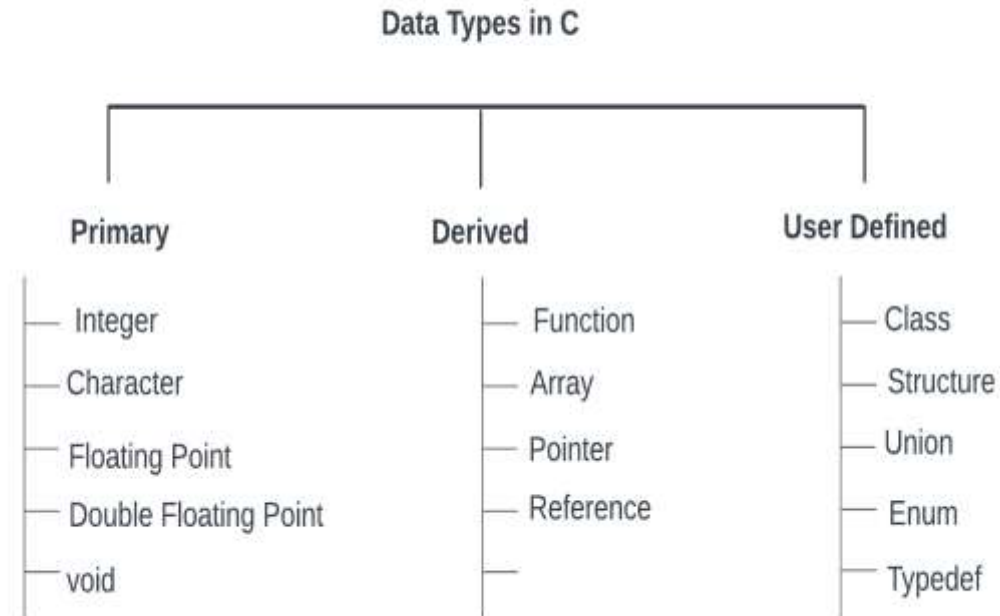 Data Types in C
Primary
Integer
Character
Floating Point
Double Floating Point
void
Derived
Function
Array
Pointer
Reference
User Defined
Class
Structure
Union
Enum
Typedef